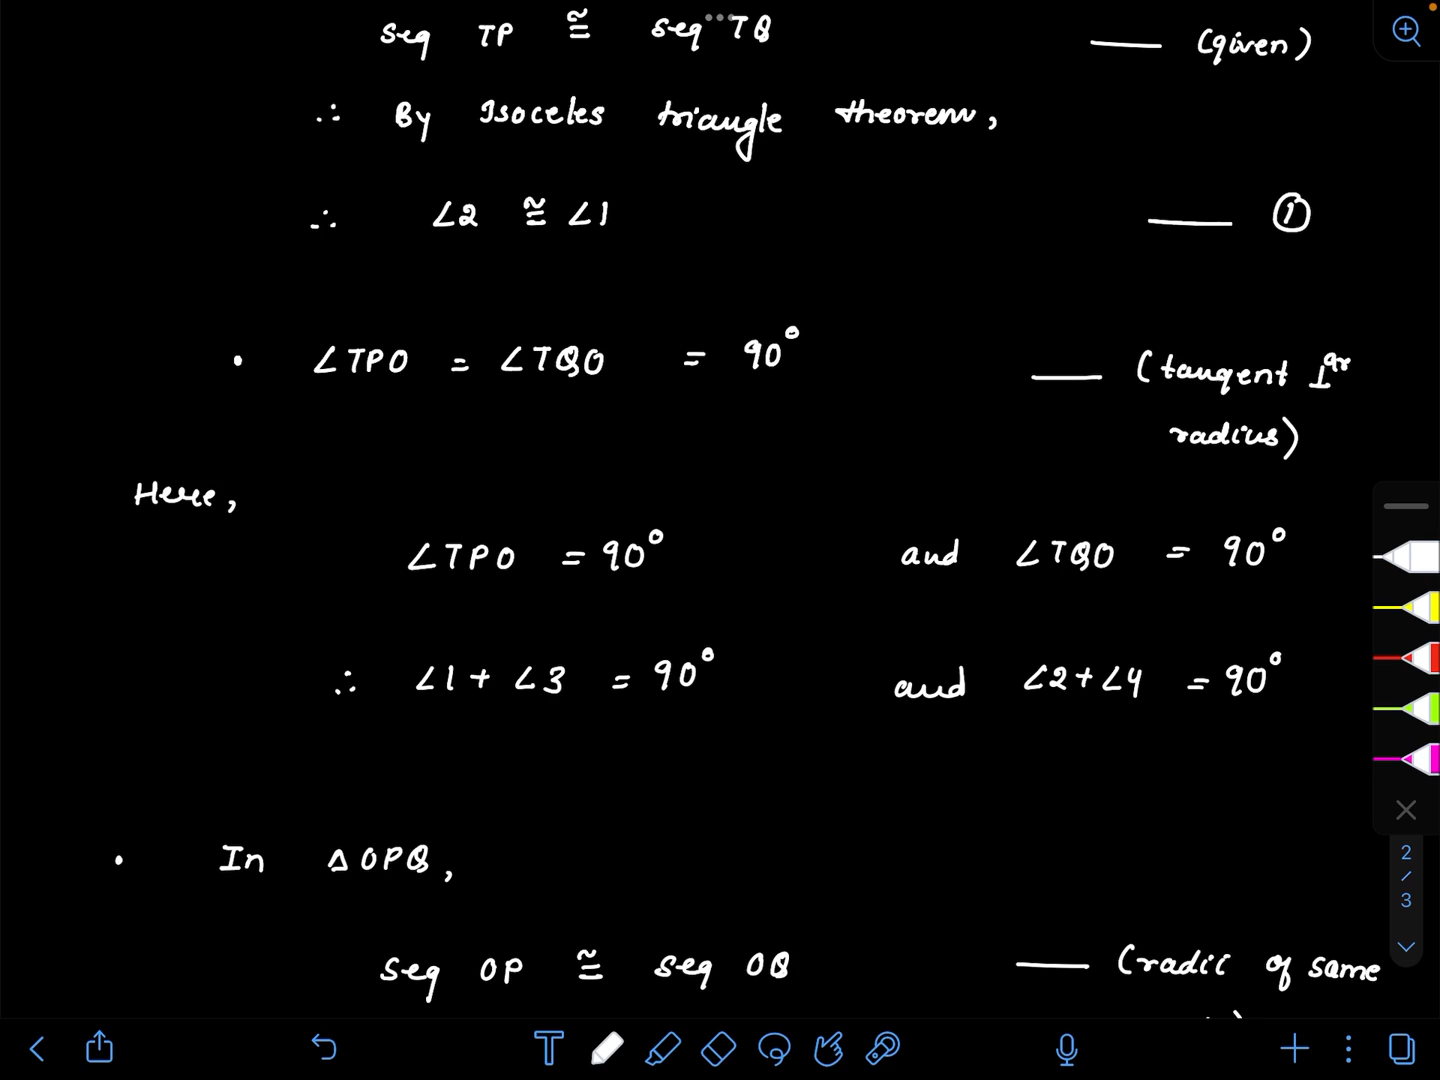 seg TP ≅ seg TQ —— (given)
∴ By Isoceles triangle theorem,
∴ ∠2 ≅ ∠1 —— ①
• ∠TPO = ∠TQO = 90° —— (tangent ⊥ar
radius)
Here,
∠TPO = 90° and ∠TQO = 90°
∴ ∠1 + ∠3 = 90° and ∠2 + ∠4 = 90°
• In △OPQ,
seg OP ≅ seg OQ —— (radii of same
2
/
3
T